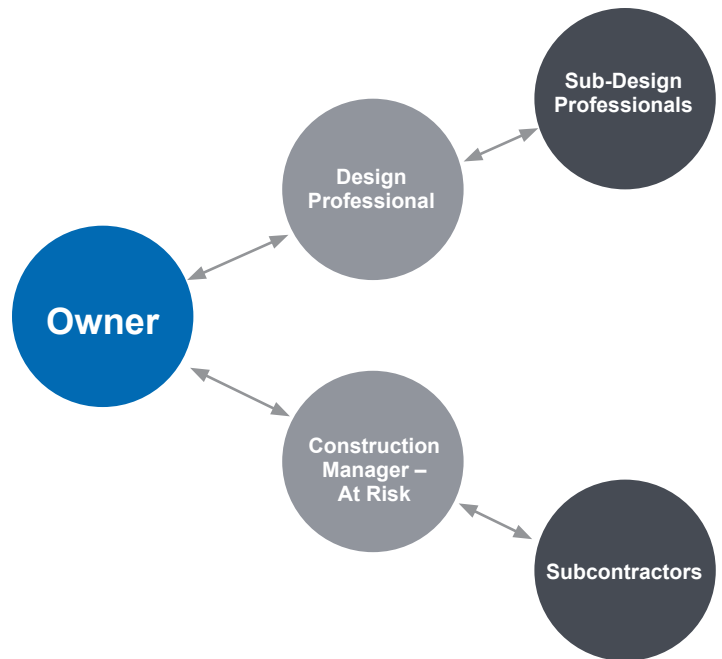 Sub-Design
Professionals
Design
Professional
Owner
Construction
Manager –
At Risk
Subcontractors